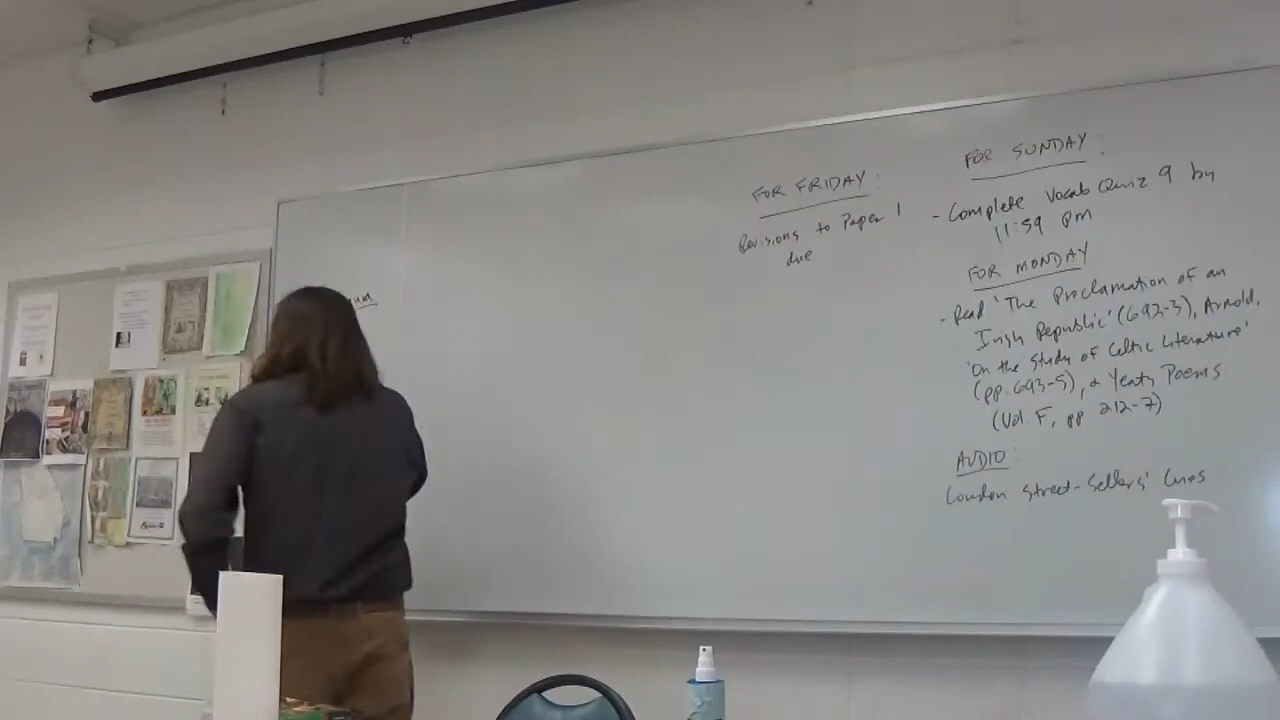 FOR FRIDAY:
Revisions to Paper 1
due
FOR SUNDAY:
- Complete Vocab Quiz 9 by
11:59 PM
FOR MONDAY
- Read 'The Proclamation of an
Irish Republic' (692-3), Arnold,
'On the Study of Celtic Literature'
(pp. 693-5), & Yeats Poems
(Vol F, pp 212-7)
AUDIO:
London Street-Sellers' Cries